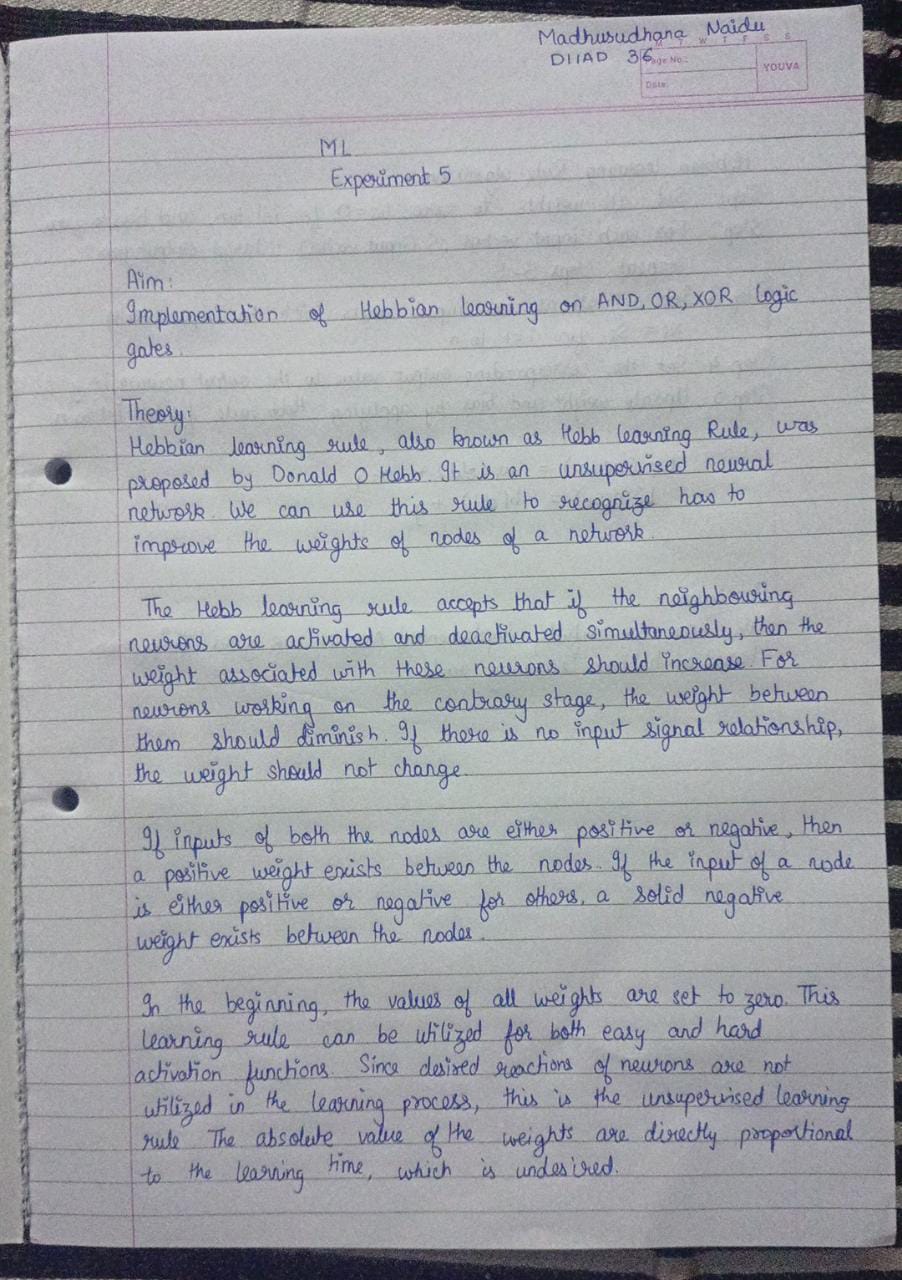 Madhusudhana Naidu
M T W T F S S
D11AD 36
Page No.:
YOUVA
Date:
ML
Experiment 5
Aim:
Implementation of Hebbian learning on AND, OR, XOR logic
gates.
Theory:
Hebbian learning rule, also known as Hebb learning Rule, was
proposed by Donald O Hebb. It is an unsupervised neural
network. We can use this rule to recognize how to
improve the weights of nodes of a network.
The Hebb learning rule accepts that if the neighbouring
neurons are activated and deactivated simultaneously, then the
weight associated with these neurons should increase. For
neurons working on the contrary stage, the weight between
them should diminish. If there is no input signal relationship,
the weight should not change.
If inputs of both the nodes are either positive or negative, then
a positive weight exists between the nodes. If the input of a node
is either positive or negative for others, a solid negative
weight exists between the nodes.
In the beginning, the values of all weights are set to zero. This
learning rule can be utilized for both easy and hard
activation functions. Since desired reactions of neurons are not
utilized in the learning process, this is the unsupervised learning
rule. The absolute value of the weights are directly proportional
to the learning time, which is undesired.